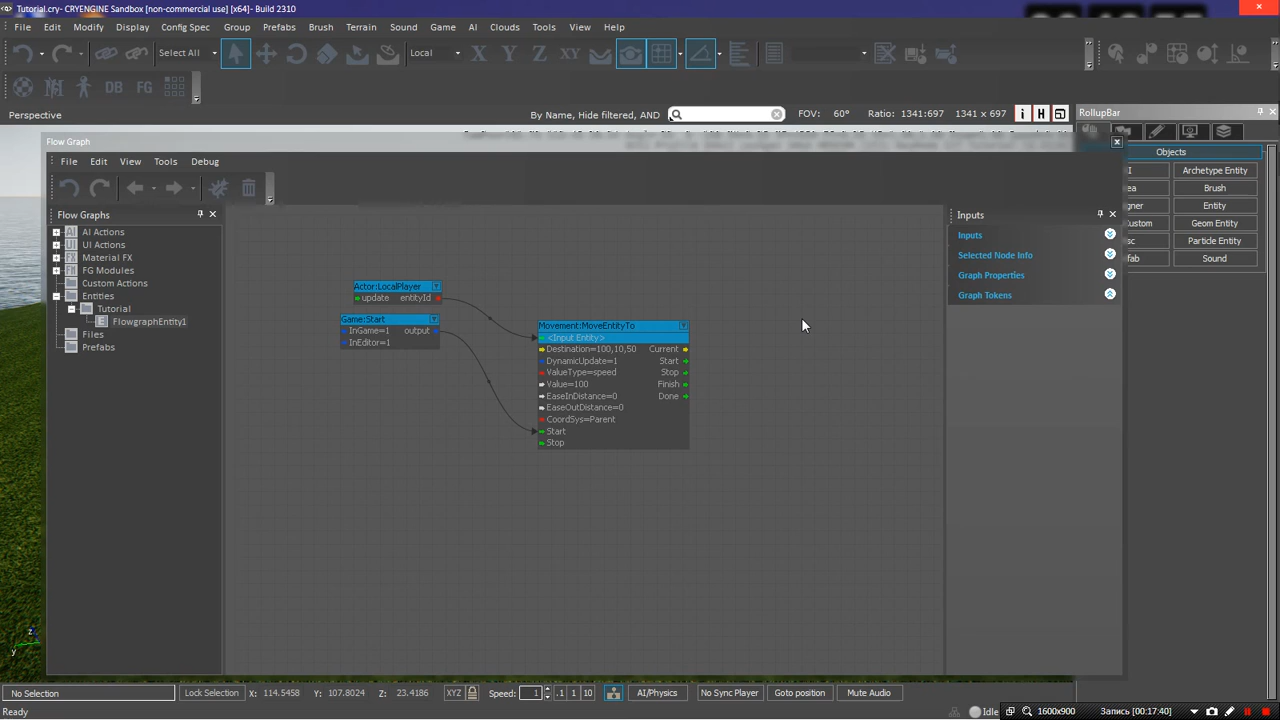 Tutorial.cry- CRYENGINE Sandbox [non-commercial use] [x64]- Build 2310
File Edit Modify Display Config Spec Group Prefabs Brush Terrain Sound Game AI Clouds Tools View Help
Select All Local X Y Z XY
DB FG
Perspective By Name, Hide filtered, AND FOV: 60° Ratio: 1341:697 1341 x 697 i H RollupBar
Flow Graph
File Edit View Tools Debug
Objects
Archetype Entity
Brush
Entity
Geom Entity
Particle Entity
Sound
Flow Graphs
AI AI Actions
UI UI Actions
FX Material FX
FG FG Modules
Custom Actions
Entities
Tutorial
E FlowgraphEntity1
Files
Prefabs
Actor:LocalPlayer
update entityId
Game:Start
InGame=1 output
InEditor=1
Movement:MoveEntityTo
<Input Entity>
Destination=100,10,50 Current
DynamicUpdate=1 Start
ValueType=speed Stop
Value=100 Finish
EaseInDistance=0 Done
EaseOutDistance=0
CoordSys=Parent
Start
Stop
Inputs
Inputs
Selected Node Info
Graph Properties
Graph Tokens
z
y
No Selection Lock Selection X: 114.5458 Y: 107.8024 Z: 23.4186 XYZ Speed: 1 .1 1 10 AI/Physics No Sync Player Goto position Mute Audio
Ready Idle 1600x900 Запись [00:17:40]